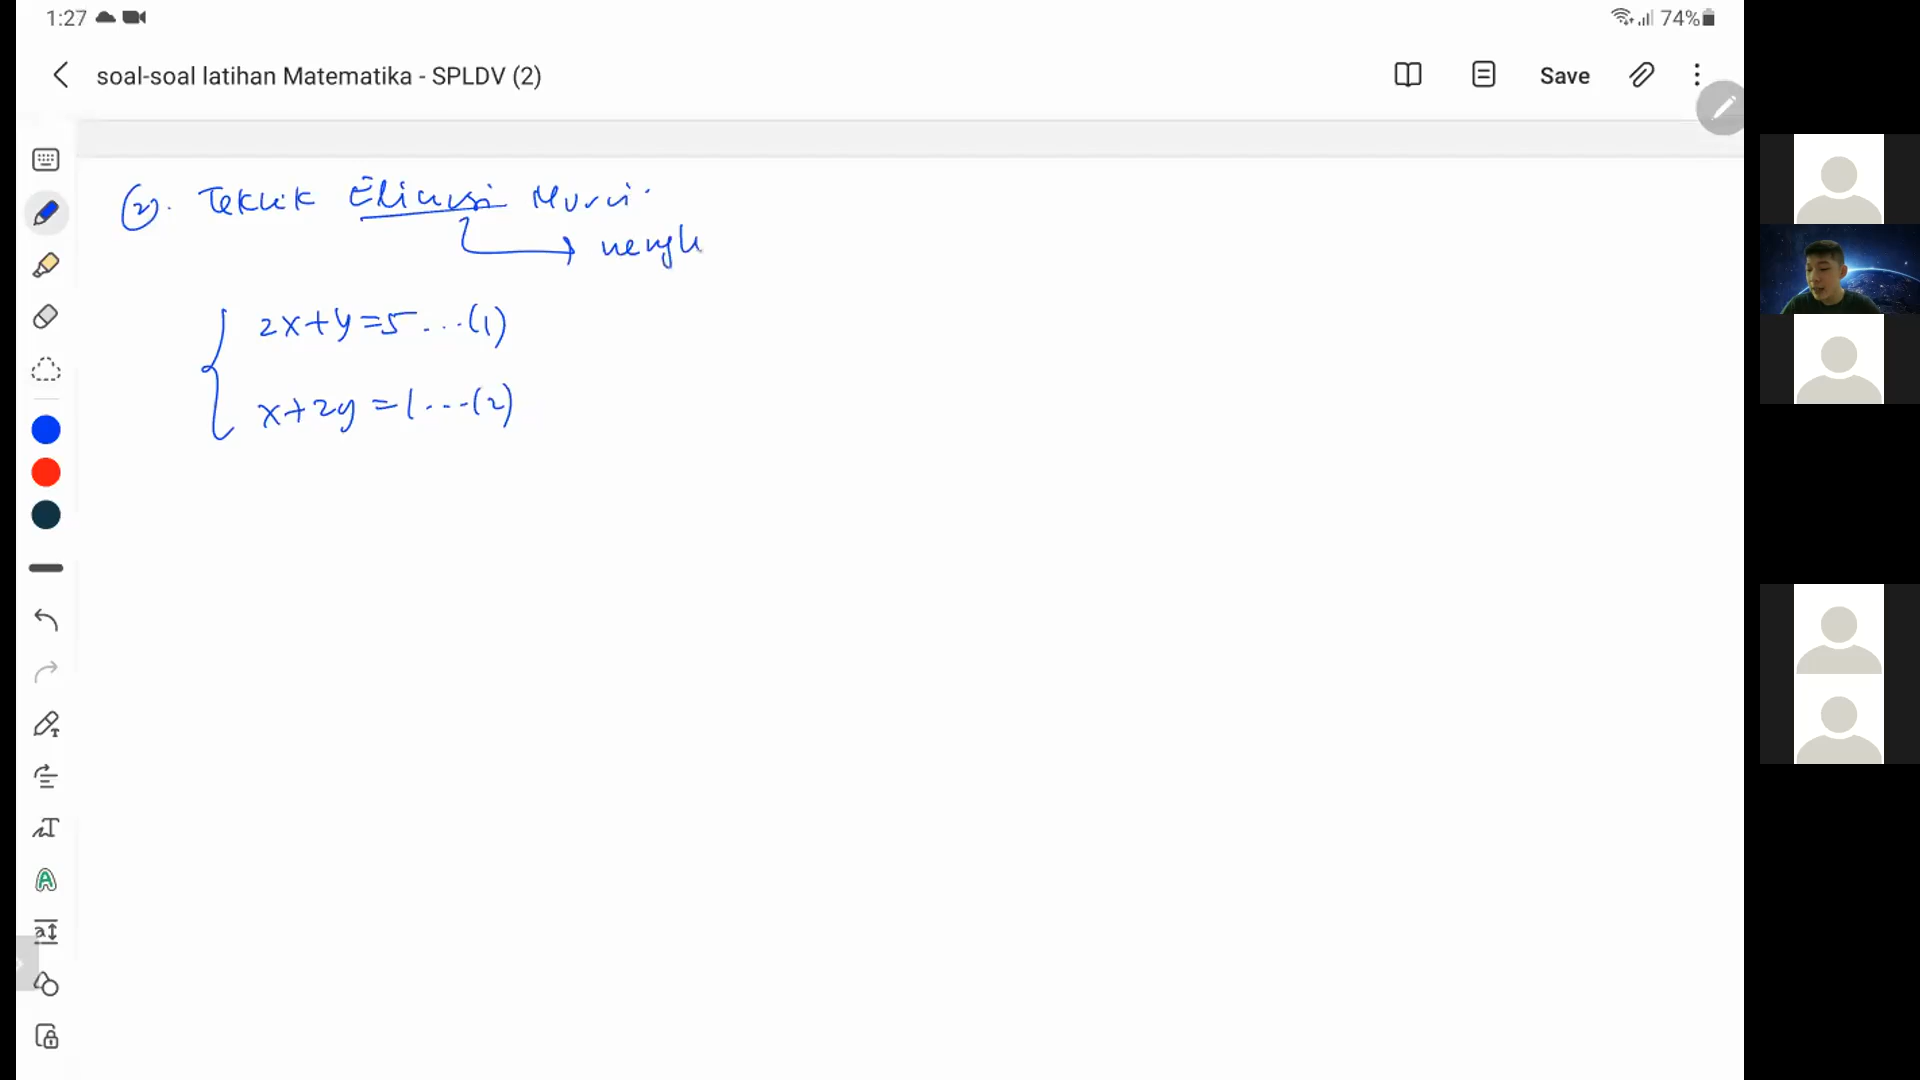 1:27 74%
soal-soal latihan Matematika - SPLDV (2) Save
(2). Teknik Eliminasi Murni.
mengh
2x+y=5...(1)
x+2y=1...(2)